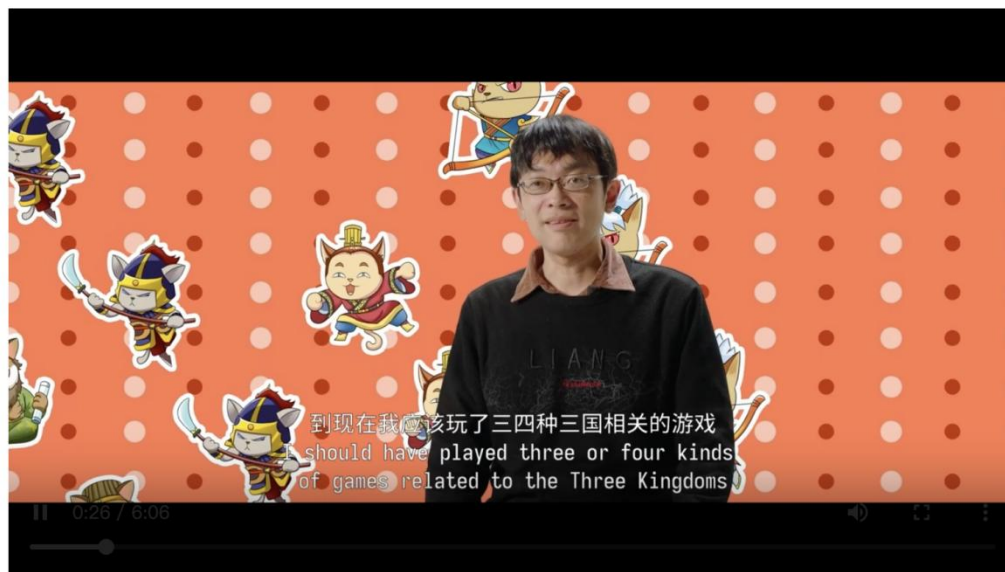 LIANG
到现在我应该玩了三四种三国相关的游戏
I should have played three or four kinds
of games related to the Three Kingdoms
0:26 / 6:06